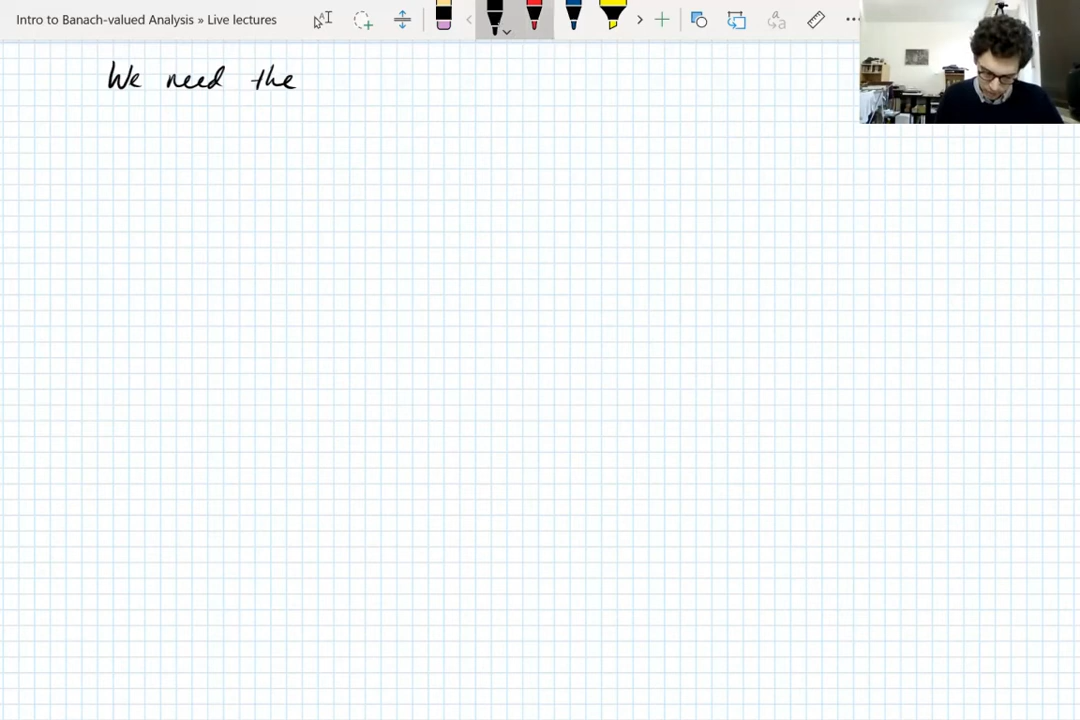 Intro to Banach-valued Analysis » Live lectures
We need the